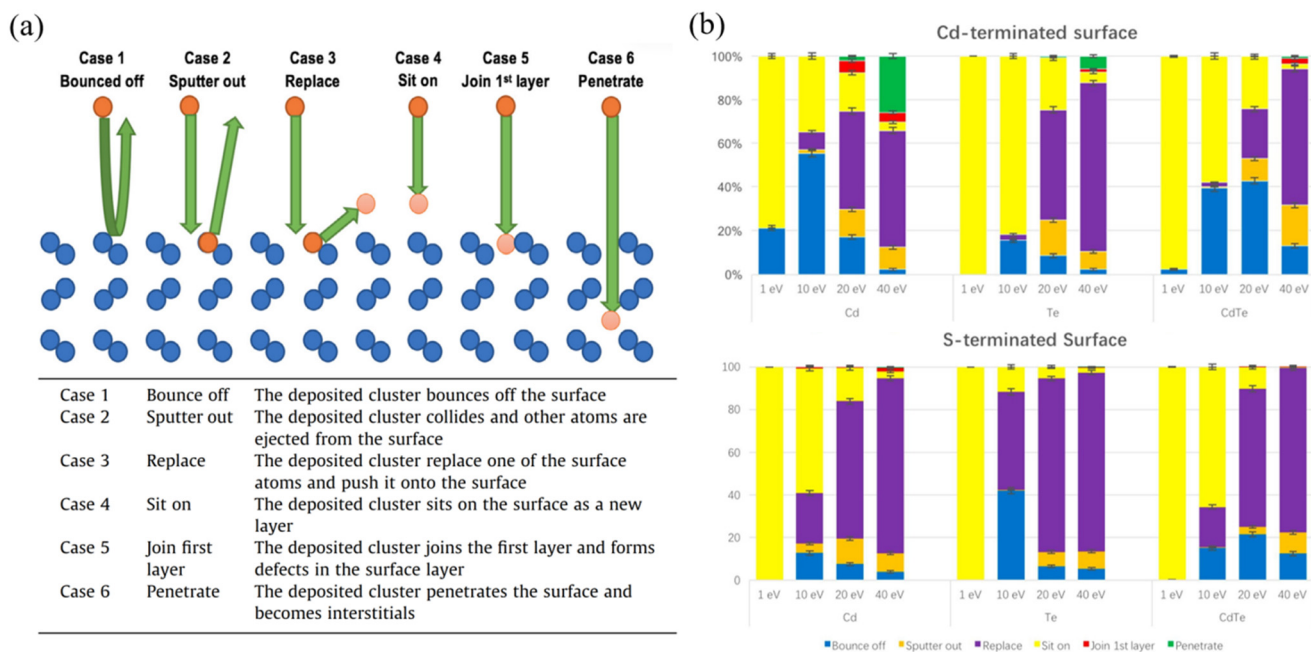 (a)
Case 1 Case 2 Case 3 Case 4 Case 5 Case 6
Bounced off Sputter out Replace Sit on Join 1st layer Penetrate
Case 1 Bounce off The deposited cluster bounces off the surface
Case 2 Sputter out The deposited cluster collides and other atoms are
ejected from the surface
Case 3 Replace The deposited cluster replace one of the surface
atoms and push it onto the surface
Case 4 Sit on The deposited cluster sits on the surface as a new
layer
Case 5 Join first The deposited cluster joins the first layer and forms
layer defects in the surface layer
Case 6 Penetrate The deposited cluster penetrates the surface and
becomes interstitials
(b)
Cd-terminated surface
100%
80%
60%
40%
20%
0%
1 eV 10 eV 20 eV 40 eV 1 eV 10 eV 20 eV 40 eV 1 eV 10 eV 20 eV 40 eV
Cd Te CdTe
S-terminated Surface
100
80
60
40
20
0
1 eV 10 eV 20 eV 40 eV 1 eV 10 eV 20 eV 40 eV 1 eV 10 eV 20 eV 40 eV
Cd Te CdTe
Bounce off Sputter out Replace Sit on Join 1st layer Penetrate